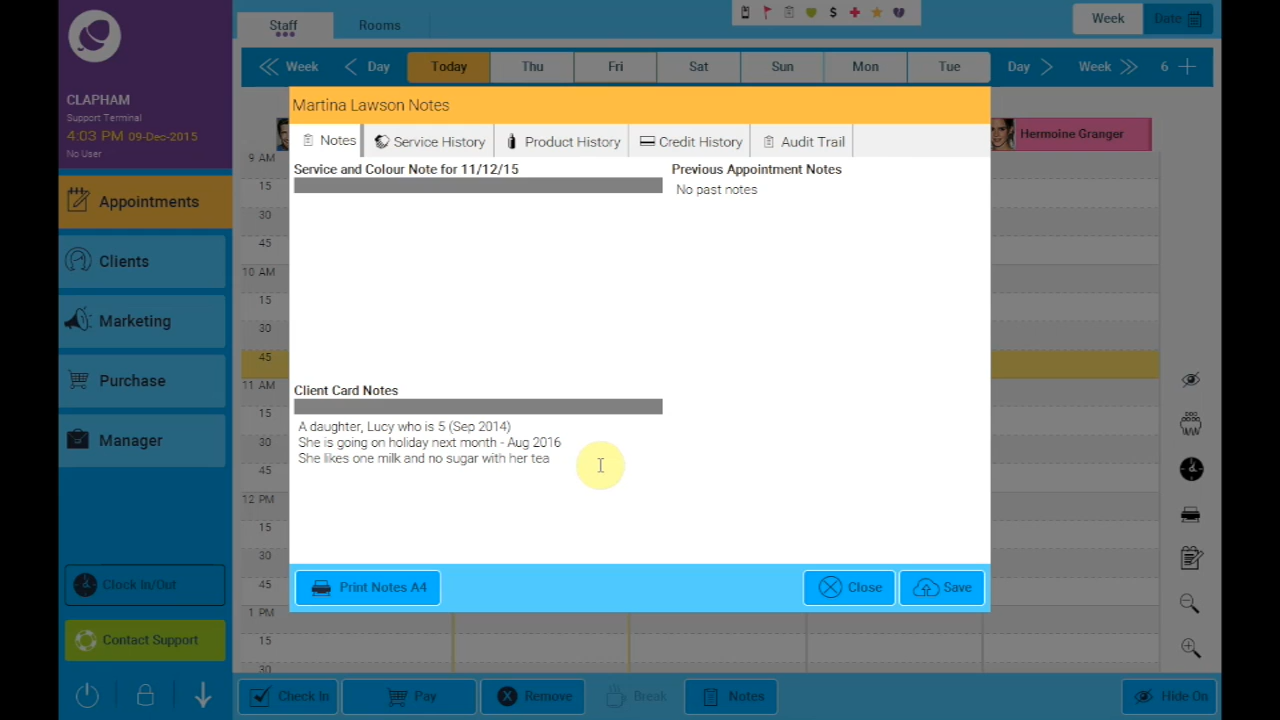 Staff
Rooms
Week
Date
Week
Day
Today
Thu
Fri
Sat
Sun
Mon
Tue
Day
Week
6
CLAPHAM
Support Terminal
4:03 PM 09-Dec-2015
No User
Appointments
Clients
Marketing
Purchase
Manager
Clock In/Out
Contact Support
Martina Lawson Notes
Notes
Service History
Product History
Credit History
Audit Trail
Service and Colour Note for 11/12/15
Previous Appointment Notes
No past notes
Client Card Notes
A daughter, Lucy who is 5 (Sep 2014)
She is going on holiday next month - Aug 2016
She likes one milk and no sugar with her tea
Print Notes A4
Close
Save
Hermoine Granger
9 AM
15
30
45
10 AM
15
30
45
11 AM
15
30
45
12 PM
15
30
45
1 PM
15
30
Check In
Pay
Remove
Break
Notes
Hide On